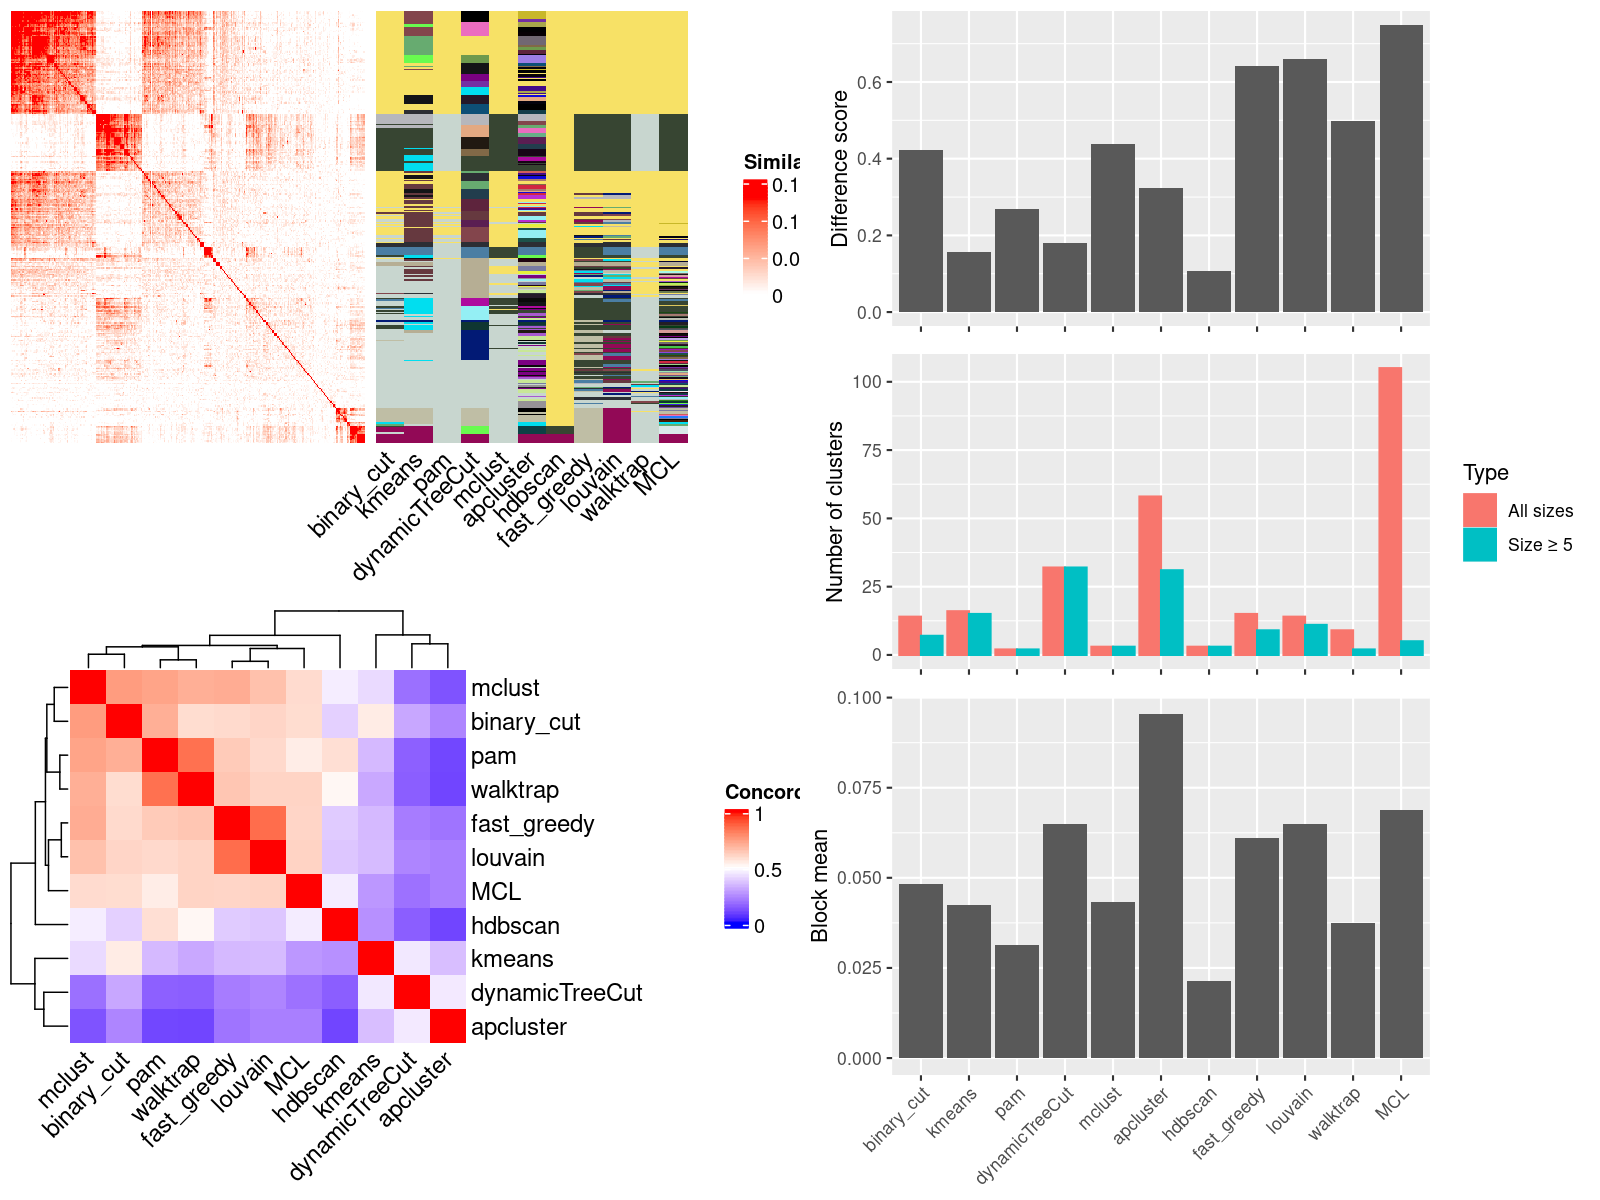 Simila
0.1
0.1
0.0
0
binary_cut
kmeans
pam
dynamicTreeCut
mclust
apcluster
hdbscan
fast_greedy
louvain
walktrap
MCL
mclust
binary_cut
pam
walktrap
fast_greedy
louvain
MCL
hdbscan
kmeans
dynamicTreeCut
apcluster
mclust
binary_cut
pam
walktrap
fast_greedy
louvain
MCL
hdbscan
kmeans
dynamicTreeCut
apcluster
Concord
1
0.5
0
Difference score
0.6
0.4
0.2
0.0
Number of clusters
100
75
50
25
0
Type
All sizes
Size ≥ 5
Block mean
0.100
0.075
0.050
0.025
0.000
binary_cut
kmeans
pam
dynamicTreeCut
mclust
apcluster
hdbscan
fast_greedy
louvain
walktrap
MCL